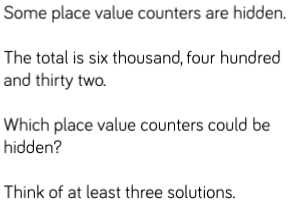 Some place value counters are hidden.
The total is six thousand, four hundred
and thirty two.
Which place value counters could be
hidden?
Think of at least three solutions.